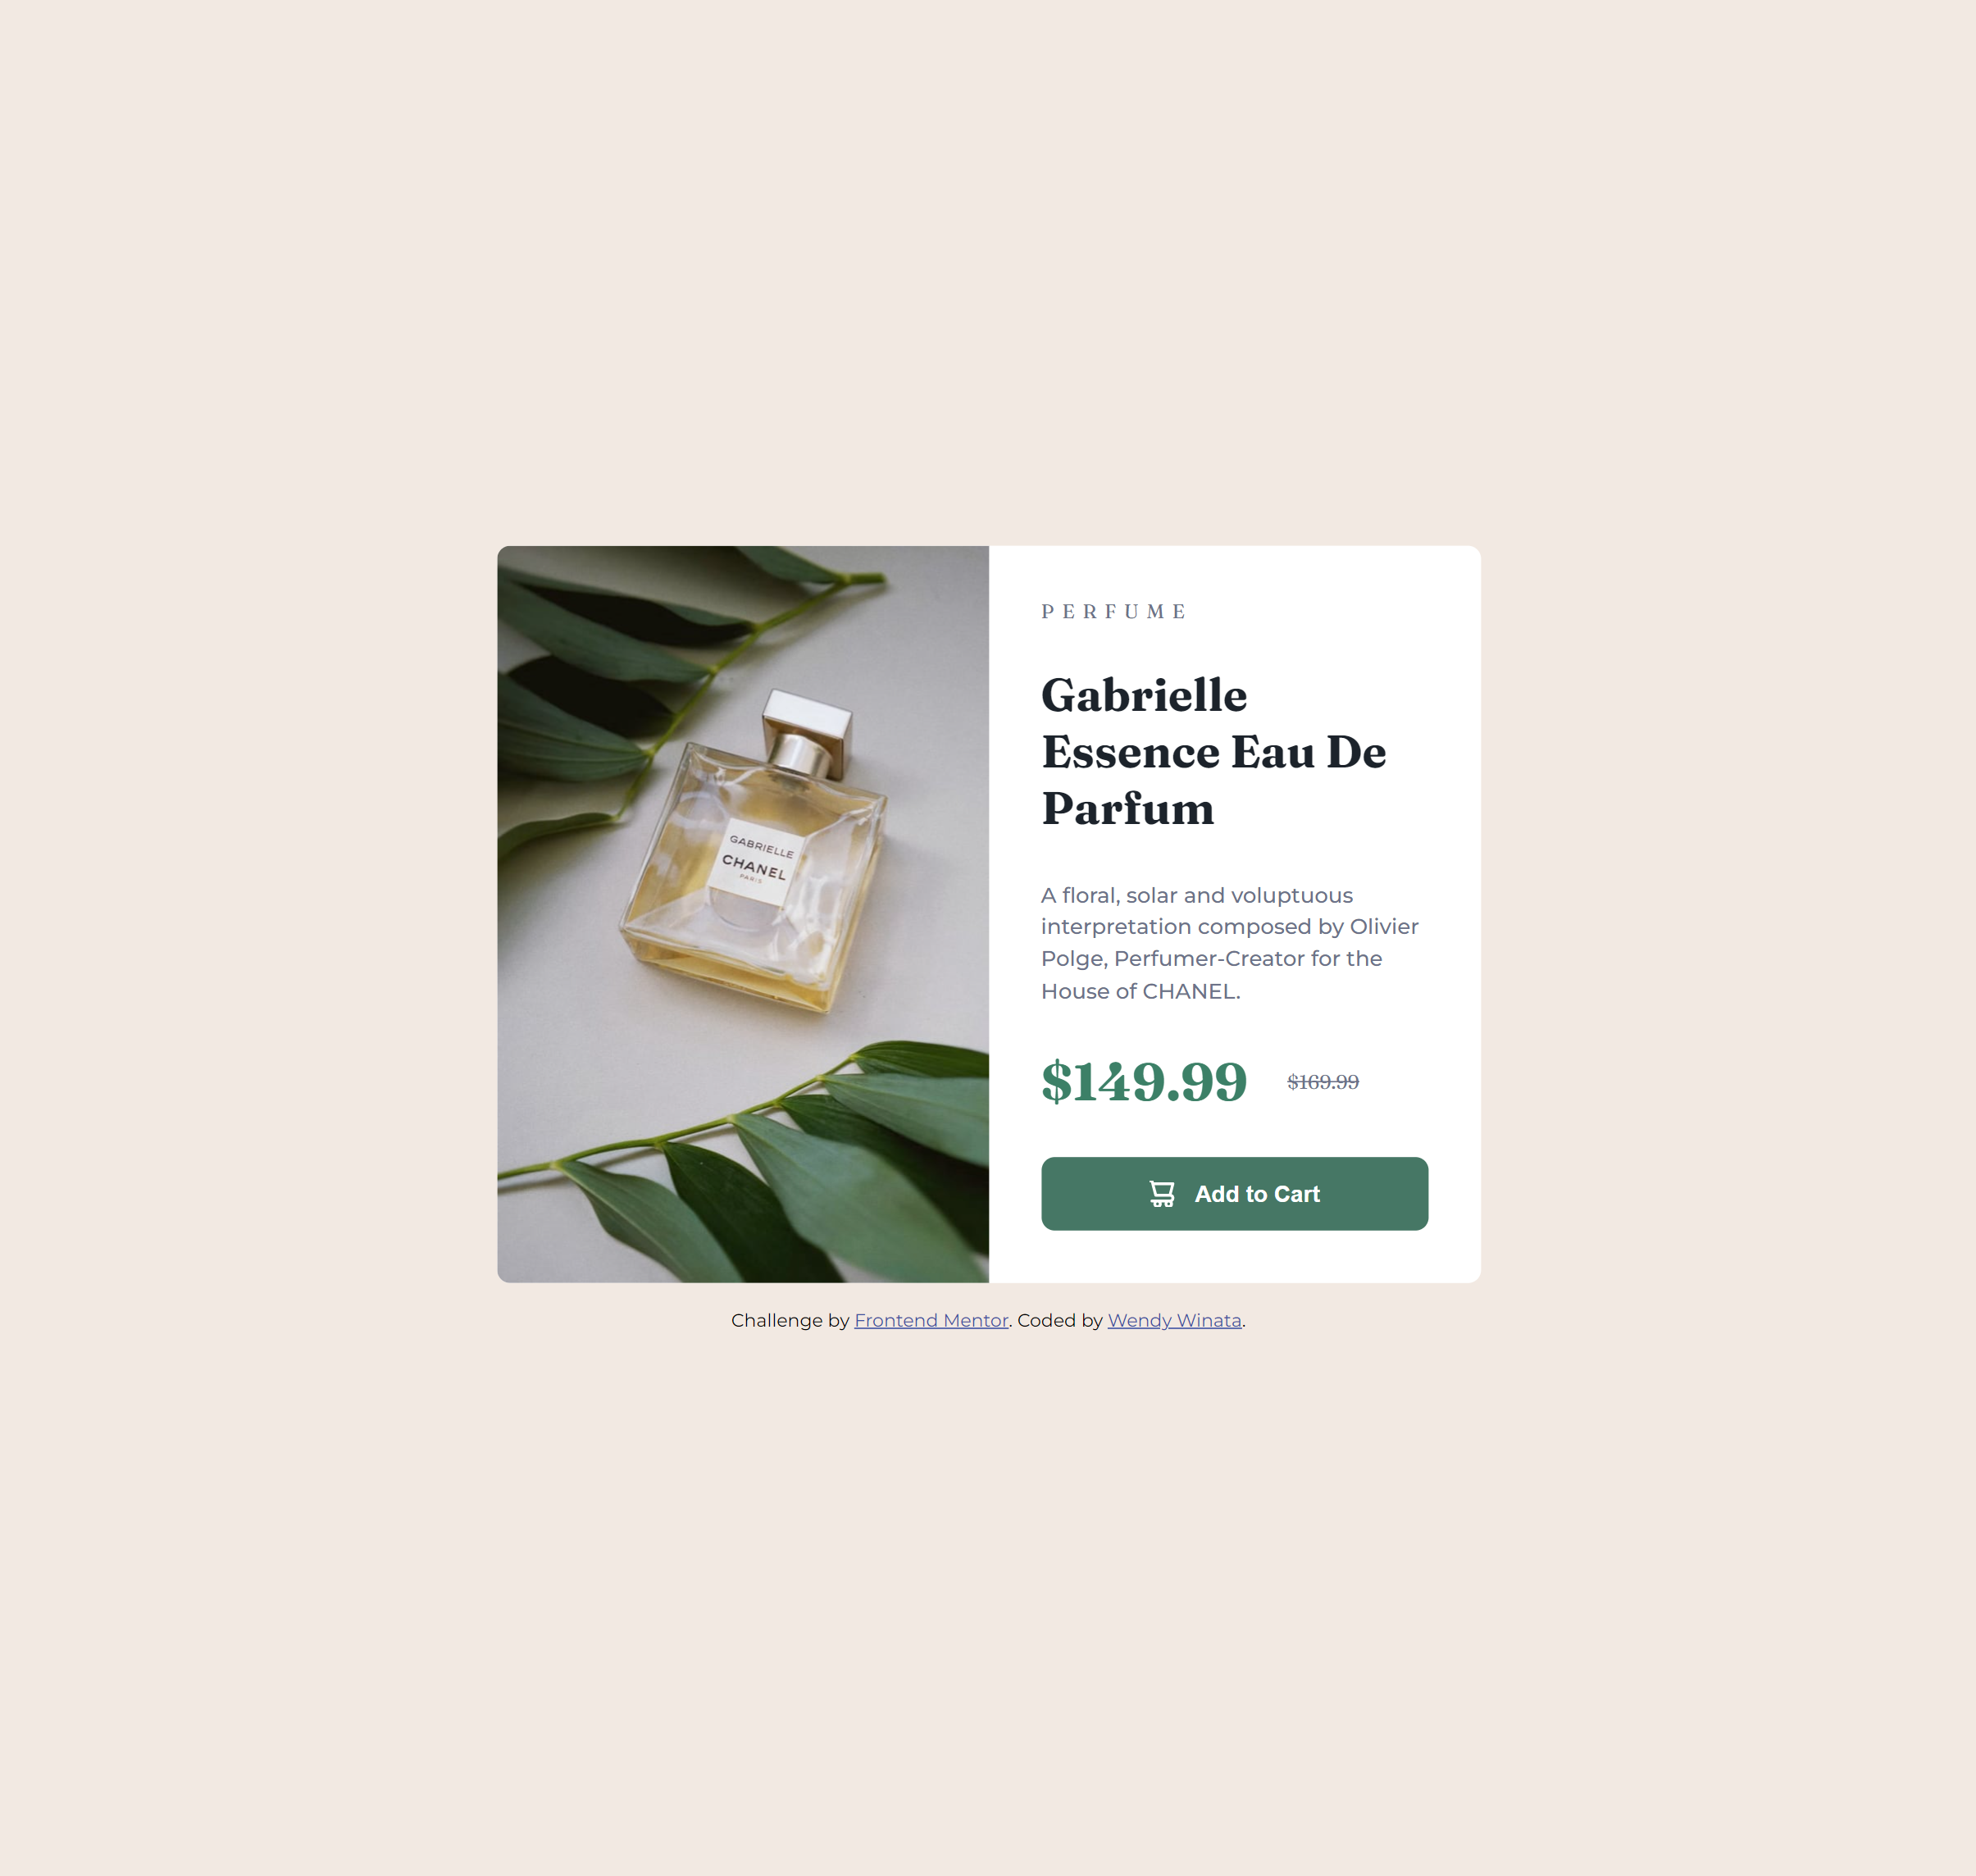 GABRIELLE
CHANEL
PARIS
PERFUME
Gabrielle
Essence Eau De
Parfum
A floral, solar and voluptuous
interpretation composed by Olivier
Polge, Perfumer-Creator for the
House of CHANEL.
$149.99 $169.99
Add to Cart
Challenge by Frontend Mentor. Coded by Wendy Winata.